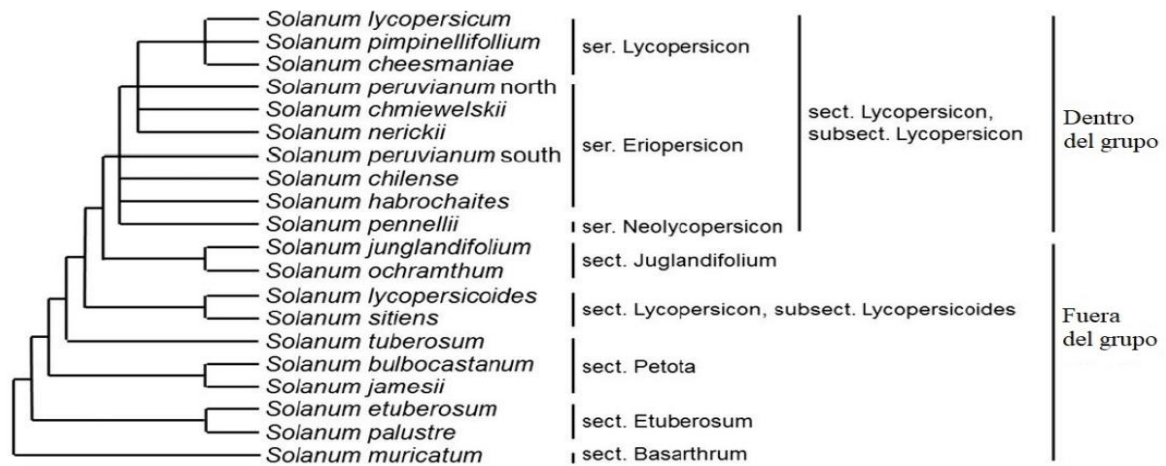 Solanum lycopersicum
Solanum pimpinellifollium
Solanum cheesmaniae
Solanum peruvianum north
Solanum chmiewelskii
Solanum nerickii
Solanum peruvianum south
Solanum chilense
Solanum habrochaites
Solanum pennellii
Solanum junglandifolium
Solanum ochramthum
Solanum lycopersicoides
Solanum sitiens
Solanum tuberosum
Solanum bulbocastanum
Solanum jamesii
Solanum etuberosum
Solanum palustre
Solanum muricatum
ser. Lycopersicon
ser. Eriopersicon
ser. Neolycopersicon
sect. Juglandifolium
sect. Lycopersicon, subsect. Lycopersicoides
sect. Petota
sect. Etuberosum
sect. Basarthrum
sect. Lycopersicon,
subsect. Lycopersicon
Dentro
del grupo
Fuera
del grupo